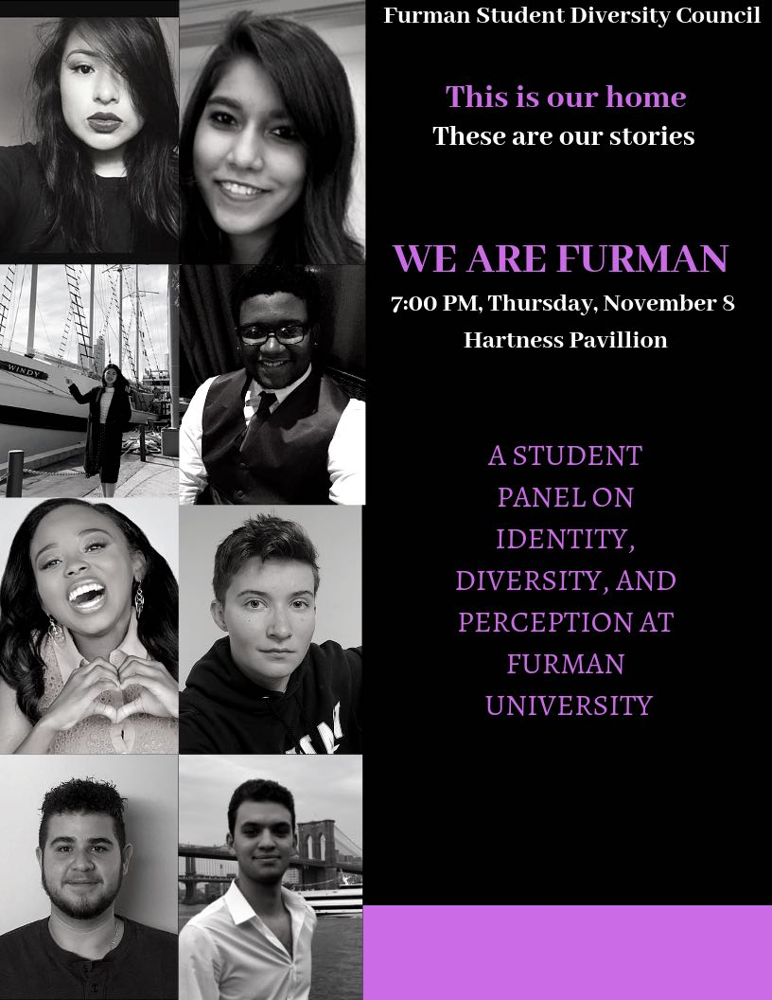 Furman Student Diversity Council
This is our home
These are our stories
WE ARE FURMAN
7:00 PM, Thursday, November 8
Hartness Pavillion
A STUDENT
PANEL ON
IDENTITY,
DIVERSITY, AND
PERCEPTION AT
FURMAN
UNIVERSITY
WINDY